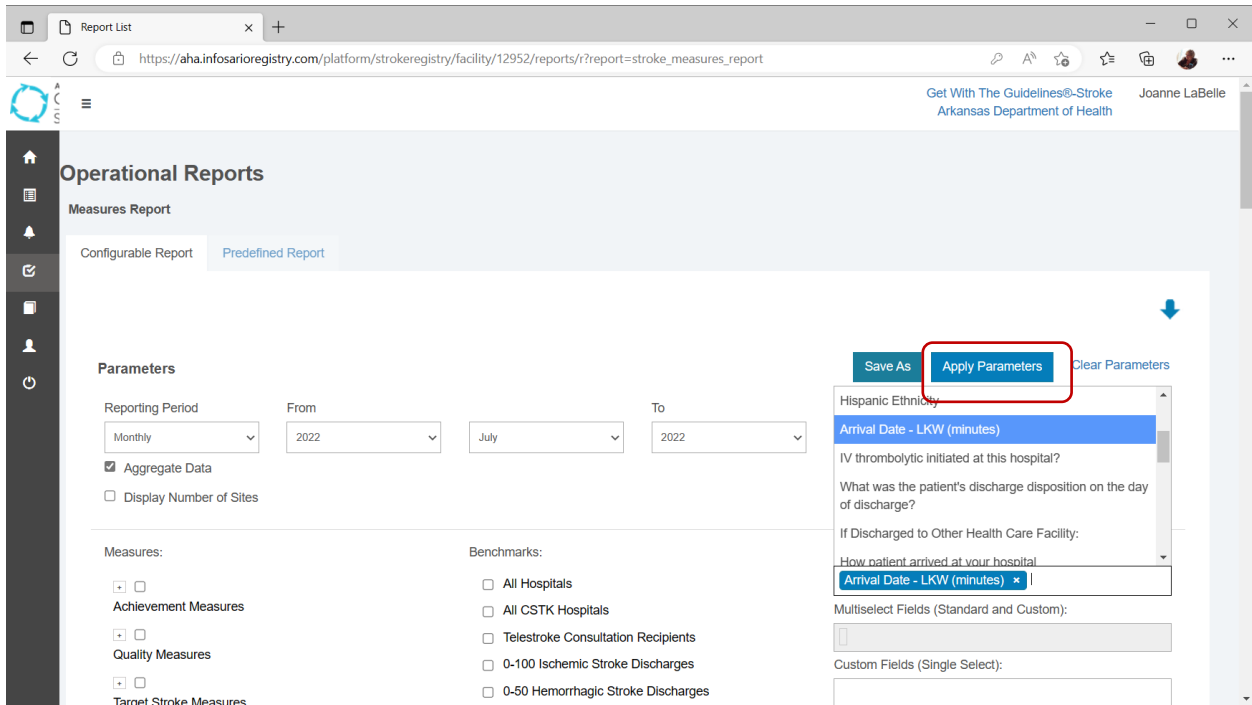 Report List
https://aha.infosarioregistry.com/platform/strokeregistry/facility/12952/reports/r?report=stroke_measures_report
Get With The Guidelines®-Stroke
Arkansas Department of Health
Joanne LaBelle
Operational Reports
Measures Report
Configurable Report
Predefined Report
Parameters
Save As
Apply Parameters
Clear Parameters
Reporting Period
From
To
Monthly
2022
July
2022
Aggregate Data
Display Number of Sites
Hispanic Ethnicity
Arrival Date - LKW (minutes)
IV thrombolytic initiated at this hospital?
What was the patient's discharge disposition on the day
of discharge?
If Discharged to Other Health Care Facility:
How patient arrived at your hospital
Arrival Date - LKW (minutes) ×
Multiselect Fields (Standard and Custom):
Custom Fields (Single Select):
Measures:
Achievement Measures
Quality Measures
Target Stroke Measures
Benchmarks:
All Hospitals
All CSTK Hospitals
Telestroke Consultation Recipients
0-100 Ischemic Stroke Discharges
0-50 Hemorrhagic Stroke Discharges